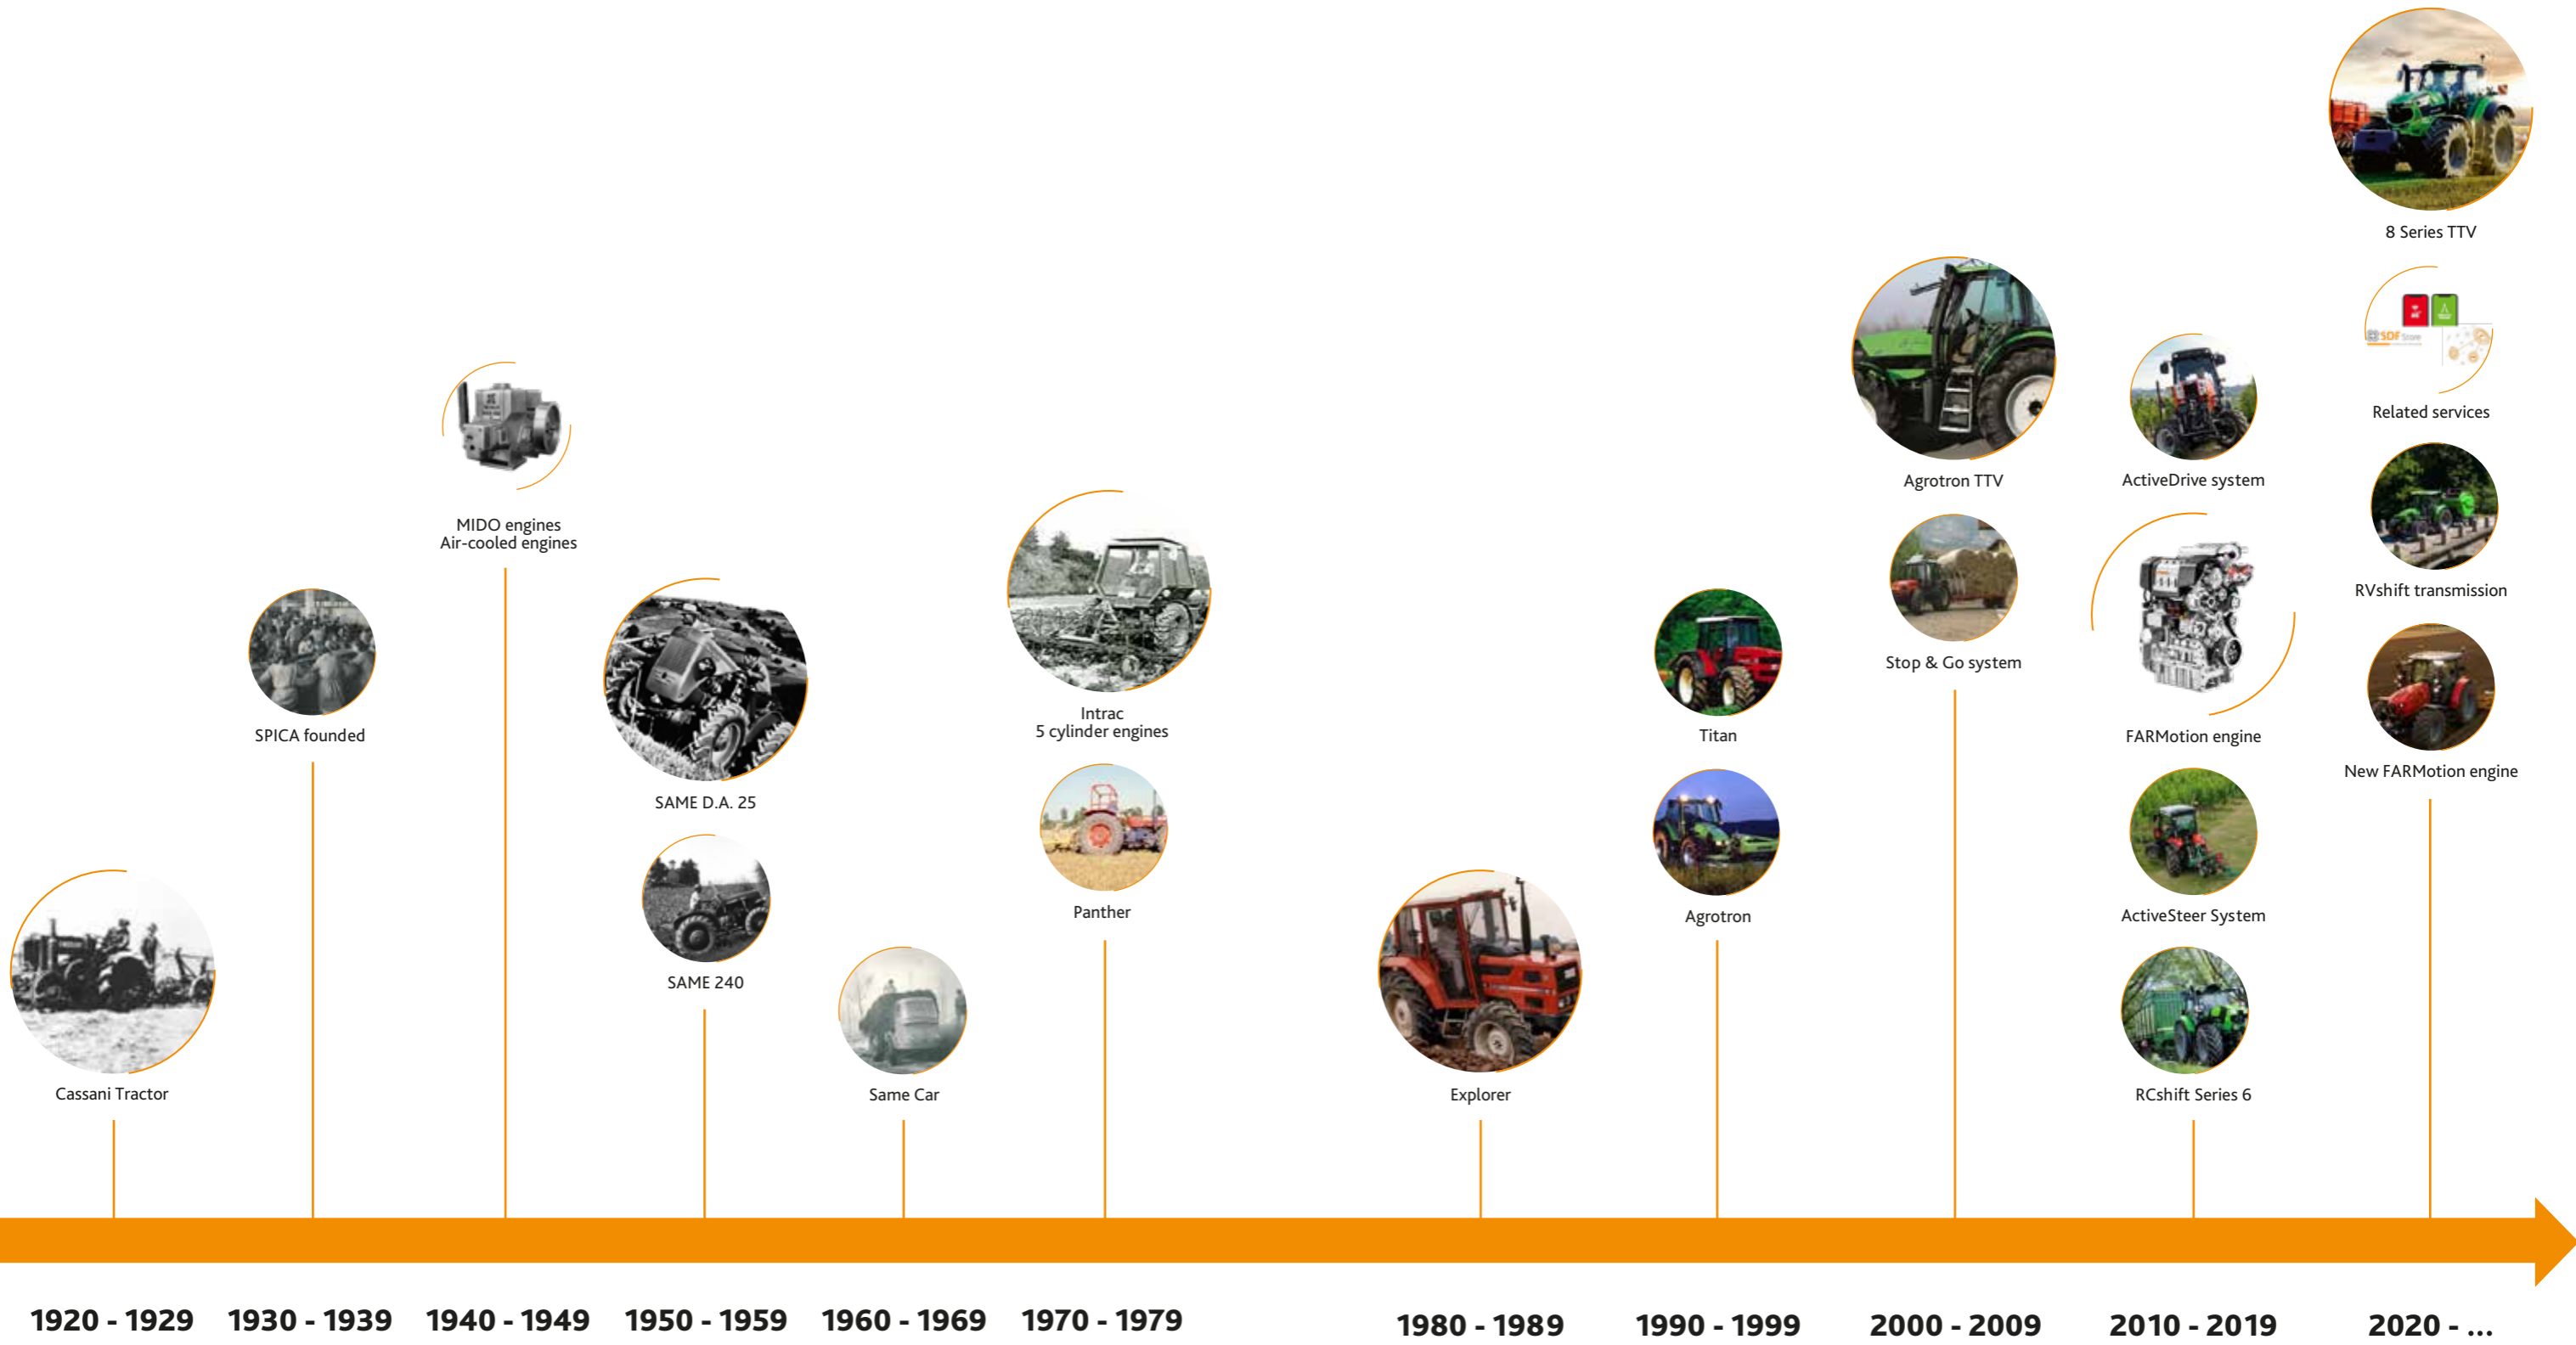 8 Series TTV
SDF Store
Related services
RVshift transmission
New FARMotion engine
Agrotron TTV
Stop & Go system
ActiveDrive system
FARMotion engine
ActiveSteer System
RCshift Series 6
MIDO engines
Air-cooled engines
SPICA founded
Cassani Tractor
SAME D.A. 25
SAME 240
Same Car
Intrac
5 cylinder engines
Panther
Explorer
Titan
Agrotron
1920 - 1929
1930 - 1939
1940 - 1949
1950 - 1959
1960 - 1969
1970 - 1979
1980 - 1989
1990 - 1999
2000 - 2009
2010 - 2019
2020 - ...